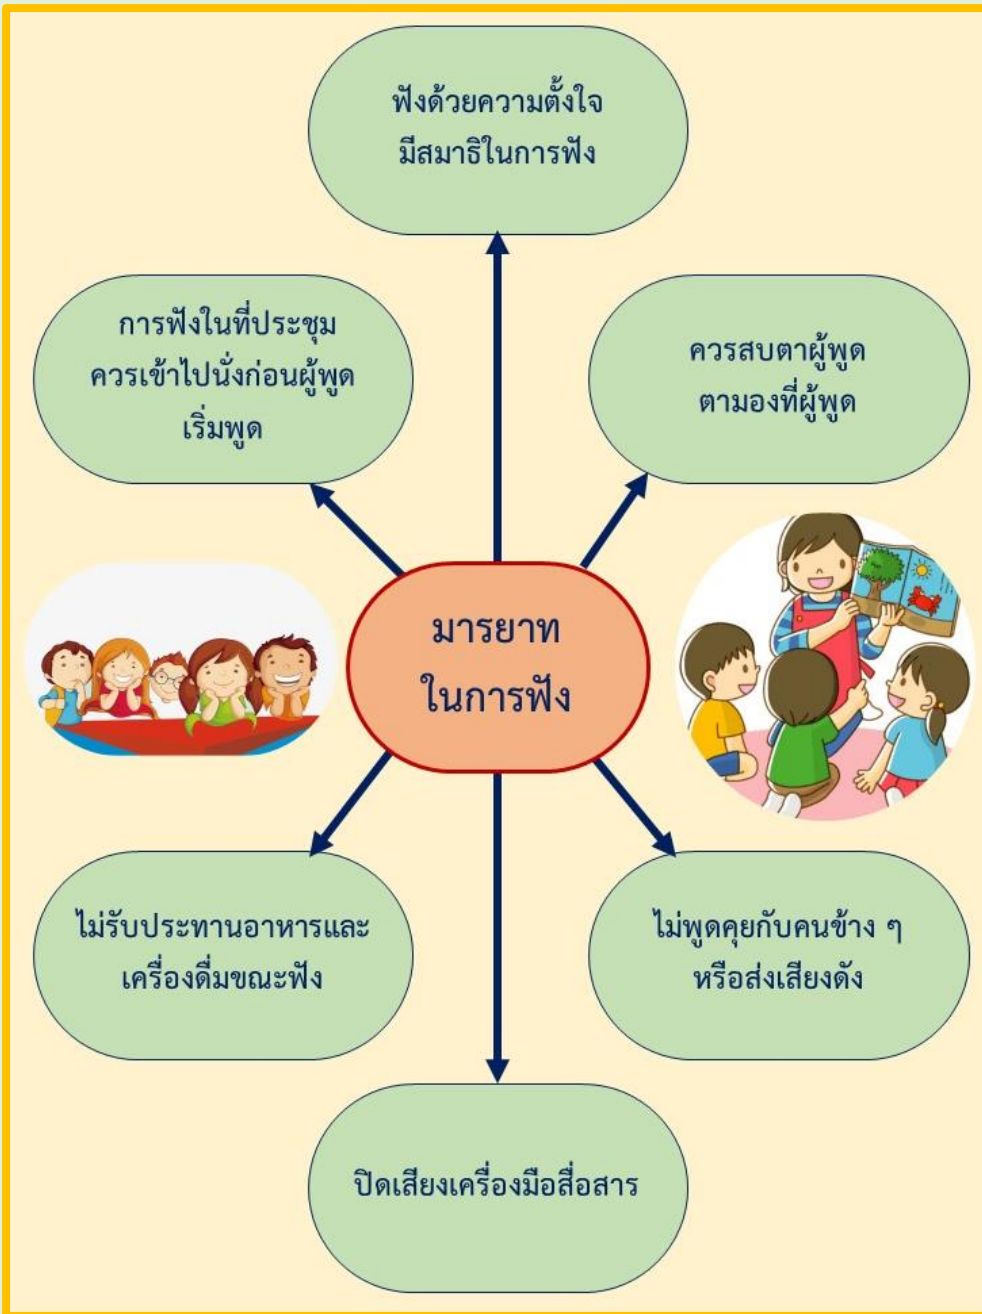 ฟังด้วยความตั้งใจ
มีสมาธิในการฟัง
การฟังในที่ประชุม
ควรเข้าไปนั่งก่อนผู้พูด
เริ่มพูด
ควรสบตาผู้พูด
ตามองที่ผู้พูด
มารยาท
ในการฟัง
ไม่รับประทานอาหารและ
เครื่องดื่มขณะฟัง
ไม่พูดคุยกับคนข้าง ๆ
หรือส่งเสียงดัง
ปิดเสียงเครื่องมือสื่อสาร